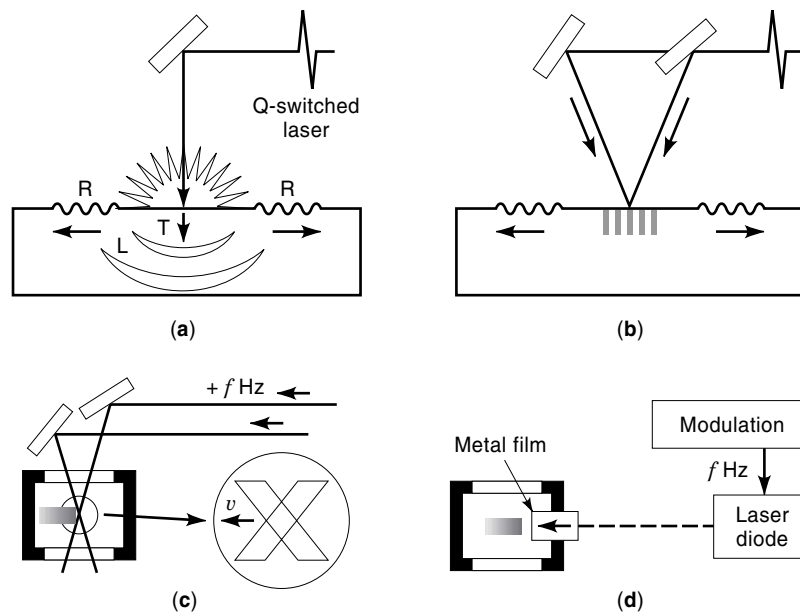 Q-switched
laser
R
R
T
L
(a)
(b)
+ f Hz
v
(c)
Modulation
f Hz
Metal film
Laser
diode
(d)